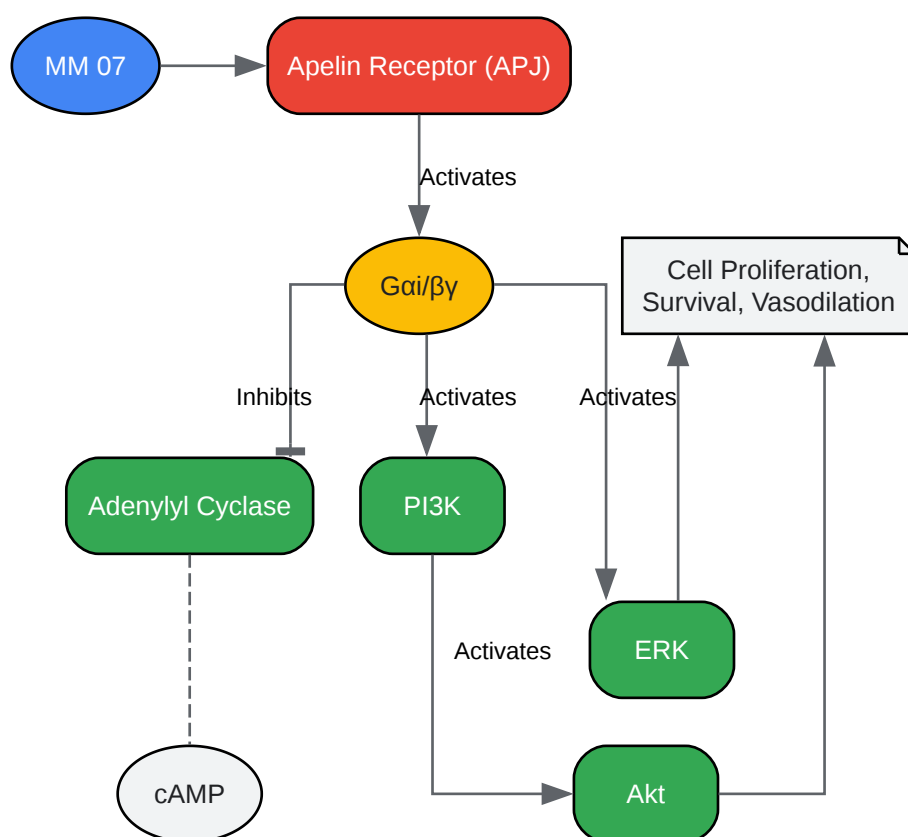 MM 07
Apelin Receptor (APJ)
Activates
Gαi/βγ
Cell Proliferation,
Survival, Vasodilation
Inhibits
Activates
Activates
Adenylyl Cyclase
PI3K
Activates
ERK
cAMP
Akt